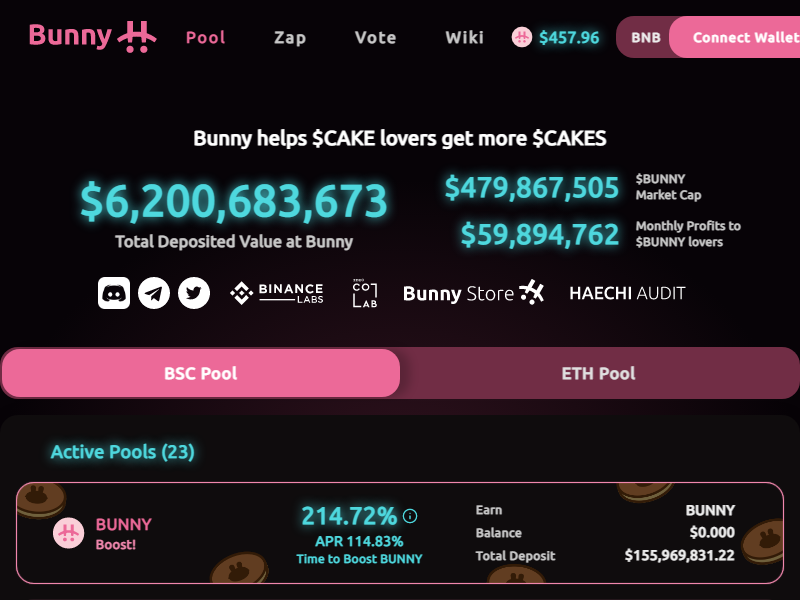 Bunny
Pool
Zap
Vote
Wiki
$457.96
BNB
Connect Wallet
Bunny helps $CAKE lovers get more $CAKES
$6,200,683,673
Total Deposited Value at Bunny
$479,867,505
$BUNNY
Market Cap
$59,894,762
Monthly Profits to
$BUNNY lovers
BINANCE
LABS
CO
LAB
Bunny Store
HAECHI AUDIT
BSC Pool
ETH Pool
Active Pools (23)
BUNNY
Boost!
214.72%
APR 114.83%
Time to Boost BUNNY
Earn
BUNNY
Balance
$0.000
Total Deposit
$155,969,831.22